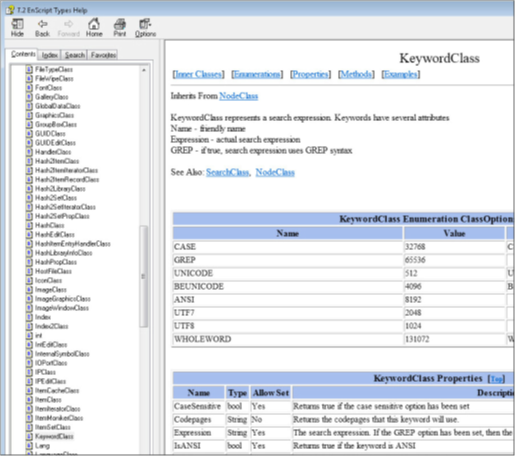 7.2 EnScript Types Help
Hide Back Forward Home Print Options
Contents Index Search Favorites
FileTypeClass
FileWipeClass
FontClass
GalleryClass
GlobalDataClass
GraphicsClass
GroupBoxClass
GUIDClass
GUIDEditClass
HandlerClass
Hash2ItemClass
Hash2ItemIteratorClass
Hash2ItemRecordClass
Hash2LibraryClass
Hash2SetClass
Hash2SetIteratorClass
Hash2SetPropClass
HashClass
HashEditClass
HashItemEntryHandlerClass
HashLibraryInfoClass
HashPropClass
HostFileClass
IconClass
ImageClass
ImageGraphicsClass
ImageWindowClass
Index
Index2Class
int
IntEditClass
InternalSymbolClass
IOPortClass
IPClass
IPEditClass
ItemCacheClass
ItemClass
ItemIteratorClass
ItemMonikerClass
ItemSetClass
KeywordClass
Lang
KeywordClass
[Inner Classes] [Enumerations] [Properties] [Methods] [Examples]
Inherits From NodeClass
KeywordClass represents a search expression. Keywords have several attributes
Name - friendly name
Expression - actual search expression
GREP - if true, search expression uses GREP syntax
See Also: SearchClass, NodeClass
KeywordClass Enumeration ClassOption
Name Value
CASE 32768 C
GREP 65536
UNICODE 512 U
BEUNICODE 4096 B
ANSI 8192
UTF7 2048
UTF8 1024
WHOLEWORD 131072 W
KeywordClass Properties [Top]
Name Type Allow Set Descripti
CaseSensitive bool Yes Returns true if the case sensitive option has been set
Codepages String No Returns the codepages that this keyword will use.
Expression String Yes The search expression. If the GREP option has been set, then the
IsANSI bool Yes Returns true if the keyword is ANSI